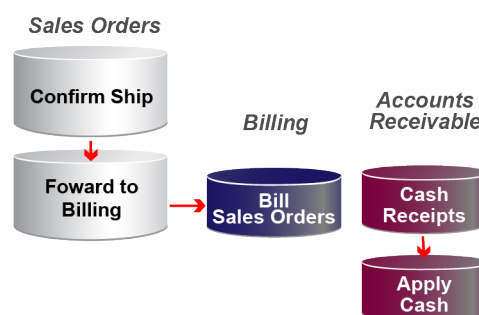 Sales Orders
Confirm Ship
Foward to
Billing
Billing
Bill
Sales Orders
Accounts
Receivable
Cash
Receipts
Apply
Cash